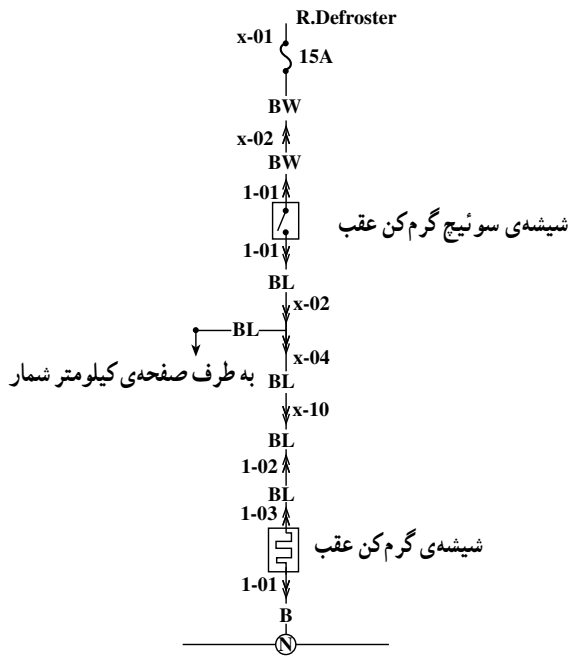 R.Defroster
x-01
15A
BW
x-02
BW
1-01
شیشه‌ی سوئیچ گرم‌کن عقب
1-01
BL
x-02
BL
x-04
به طرف صفحه‌ی کیلومتر شمار
BL
x-10
BL
1-02
BL
1-03
شیشه‌ی گرم‌کن عقب
1-01
B
N